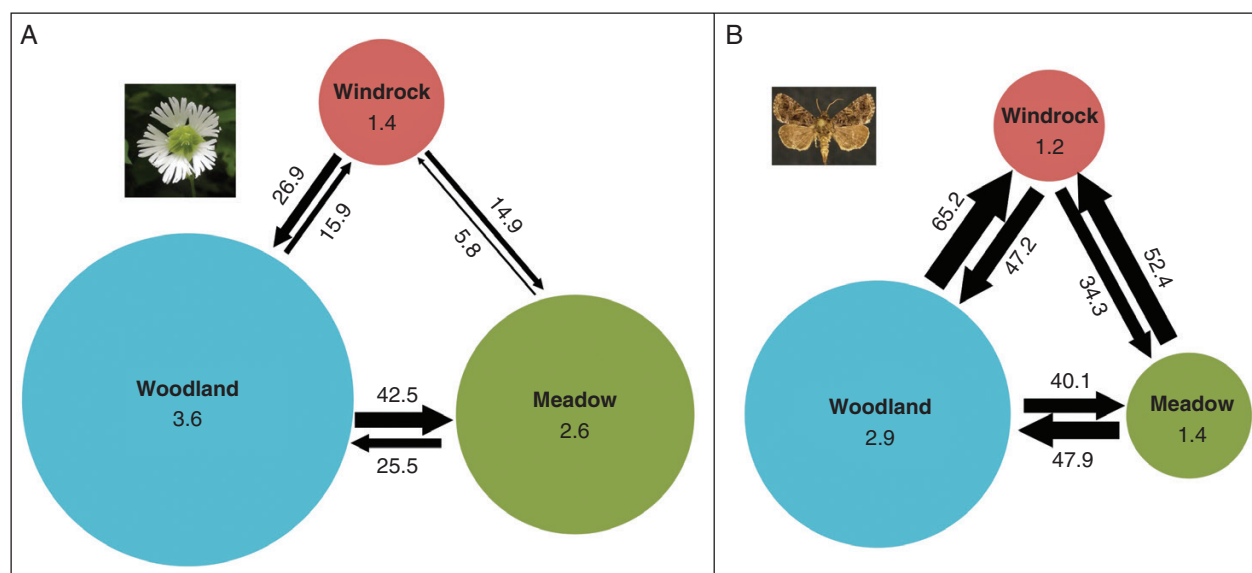 A
Windrock
1.4
26.9
15.9
14.9
5.8
Woodland
3.6
42.5
25.5
Meadow
2.6
B
Windrock
1.2
65.2
47.2
34.3
52.4
Woodland
2.9
40.1
47.9
Meadow
1.4